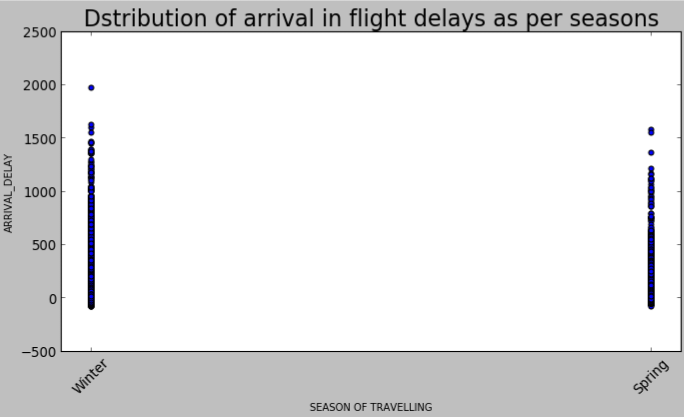 Dstribution of arrival in flight delays as per seasons
2500
2000
1500
1000
500
0
−500
ARRIVAL_DELAY
Winter
Spring
SEASON OF TRAVELLING